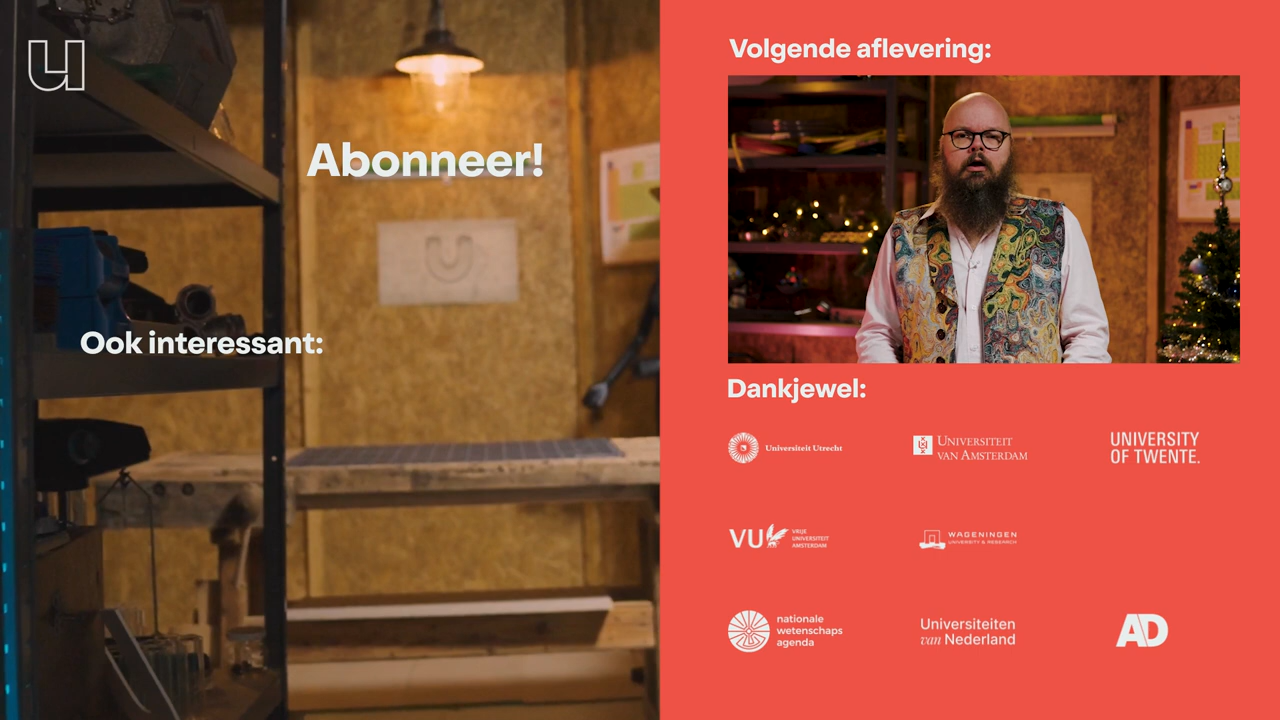 U
Abonneer!
U
Ook interessant:
Volgende aflevering:
Dankjewel:
Universiteit Utrecht
UNIVERSITEIT
VAN AMSTERDAM
UNIVERSITY
OF TWENTE.
VU
VRIJE
UNIVERSITEIT
AMSTERDAM
WAGENINGEN
UNIVERSITY & RESEARCH
nationale
wetenschaps
agenda
Universiteiten
van Nederland
AD